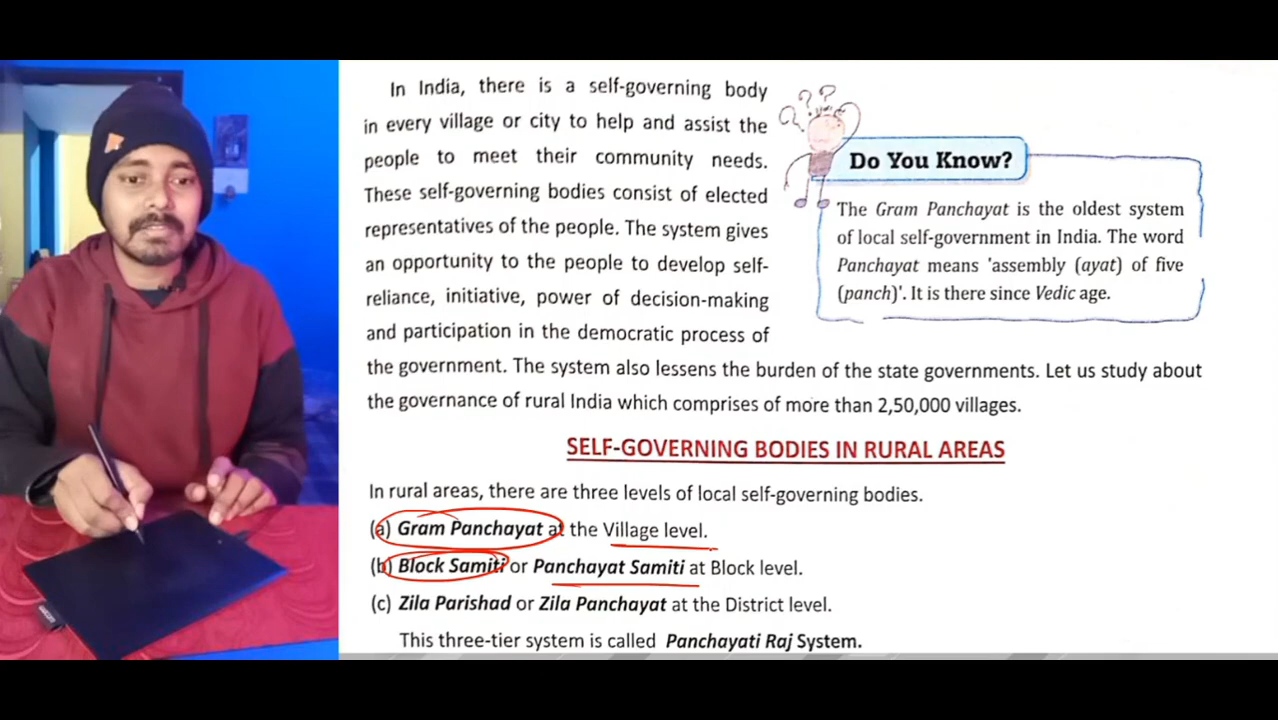 In India, there is a self-governing body
in every village or city to help and assist the
people to meet their community needs.
These self-governing bodies consist of elected
representatives of the people. The system gives
an opportunity to the people to develop self-
reliance, initiative, power of decision-making
and participation in the democratic process of
the government. The system also lessens the burden of the state governments. Let us study about
the governance of rural India which comprises of more than 2,50,000 villages.
? ? ?
Do You Know?
The Gram Panchayat is the oldest system
of local self-government in India. The word
Panchayat means 'assembly (ayat) of five
(panch)'. It is there since Vedic age.
SELF-GOVERNING BODIES IN RURAL AREAS
In rural areas, there are three levels of local self-governing bodies.
(a) Gram Panchayat at the Village level.
(b) Block Samiti or Panchayat Samiti at Block level.
(c) Zila Parishad or Zila Panchayat at the District level.
This three-tier system is called Panchayati Raj System.